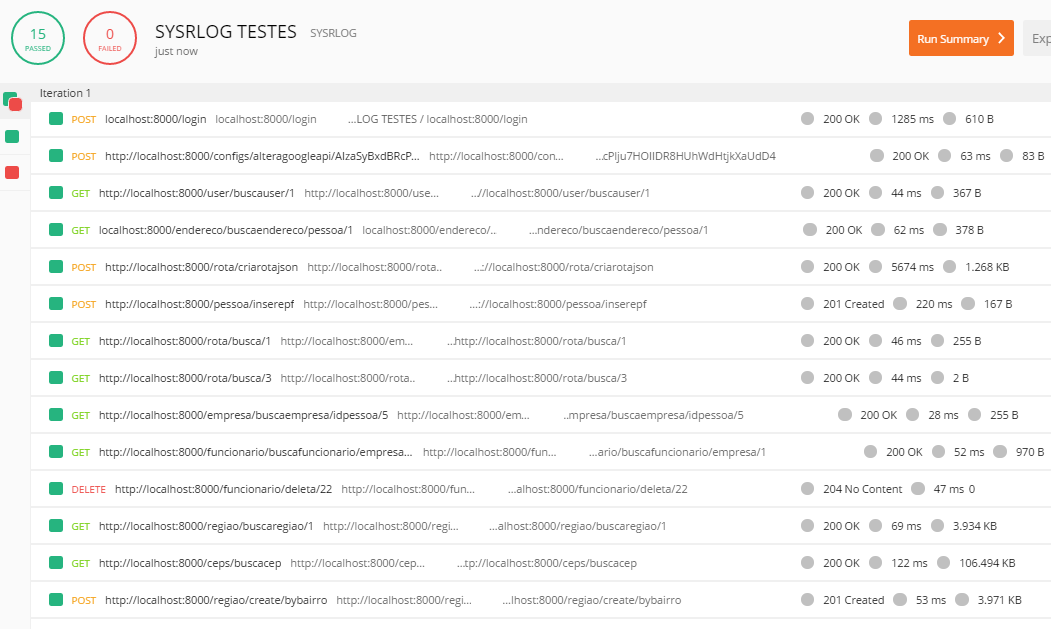 15 PASSED 0 FAILED SYSRLOG TESTES SYSRLOG just now Run Summary Exp
Iteration 1
POST localhost:8000/login localhost:8000/login ...LOG TESTES / localhost:8000/login 200 OK 1285 ms 610 B
POST http://localhost:8000/configs/alteragoogleapi/AIzaSyBxdBRcP... http://localhost:8000/con... ...cPlju7HOIIDR8HUhWdHtjkXaUdD4 200 OK 63 ms 83 B
GET http://localhost:8000/user/buscauser/1 http://localhost:8000/use... ...//localhost:8000/user/buscauser/1 200 OK 44 ms 367 B
GET localhost:8000/endereco/buscaendereco/pessoa/1 localhost:8000/endereco/.. ...ndereco/buscaendereco/pessoa/1 200 OK 62 ms 378 B
POST http://localhost:8000/rota/criarotajson http://localhost:8000/rota.. ...://localhost:8000/rota/criarotajson 200 OK 5674 ms 1.268 KB
POST http://localhost:8000/pessoa/inserepf http://localhost:8000/pes... ...://localhost:8000/pessoa/inserepf 201 Created 220 ms 167 B
GET http://localhost:8000/rota/busca/1 http://localhost:8000/em... ...http://localhost:8000/rota/busca/1 200 OK 46 ms 255 B
GET http://localhost:8000/rota/busca/3 http://localhost:8000/rota.. ...http://localhost:8000/rota/busca/3 200 OK 44 ms 2 B
GET http://localhost:8000/empresa/buscaempresa/idpessoa/5 http://localhost:8000/em... ..mpresa/buscaempresa/idpessoa/5 200 OK 28 ms 255 B
GET http://localhost:8000/funcionario/buscafuncionario/empresa... http://localhost:8000/fun... ...ario/buscafuncionario/empresa/1 200 OK 52 ms 970 B
DELETE http://localhost:8000/funcionario/deleta/22 http://localhost:8000/fun... ...alhost:8000/funcionario/deleta/22 204 No Content 47 ms 0
GET http://localhost:8000/regiao/buscaregiao/1 http://localhost:8000/regi... ...alhost:8000/regiao/buscaregiao/1 200 OK 69 ms 3.934 KB
GET http://localhost:8000/ceps/buscacep http://localhost:8000/cep... ...tp://localhost:8000/ceps/buscacep 200 OK 122 ms 106.494 KB
POST http://localhost:8000/regiao/create/bybairro http://localhost:8000/regi... ...lhost:8000/regiao/create/bybairro 201 Created 53 ms 3.971 KB